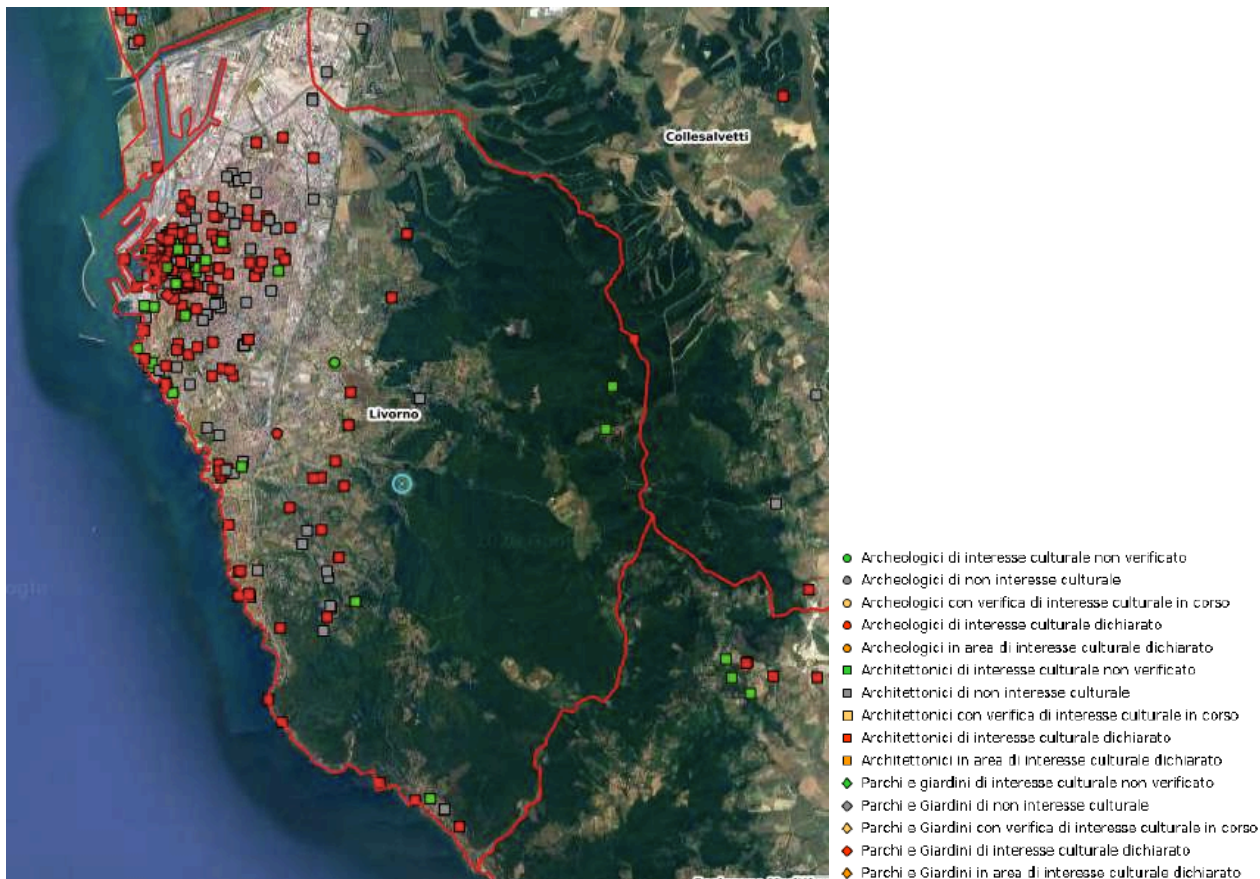 Collesalvetti
Livorno
Archeologici di interesse culturale non verificato
Archeologici di non interesse culturale
Archeologici con verifica di interesse culturale in corso
Archeologici di interesse culturale dichiarato
Archeologici in area di interesse culturale dichiarato
Architettonici di interesse culturale non verificato
Architettonici di non interesse culturale
Architettonici con verifica di interesse culturale in corso
Architettonici di interesse culturale dichiarato
Architettonici in area di interesse culturale dichiarato
Parchi e giardini di interesse culturale non verificato
Parchi e Giardini di non interesse culturale
Parchi e Giardini con verifica di interesse culturale in corso
Parchi e Giardini di interesse culturale dichiarato
Parchi e Giardini in area di interesse culturale dichiarato